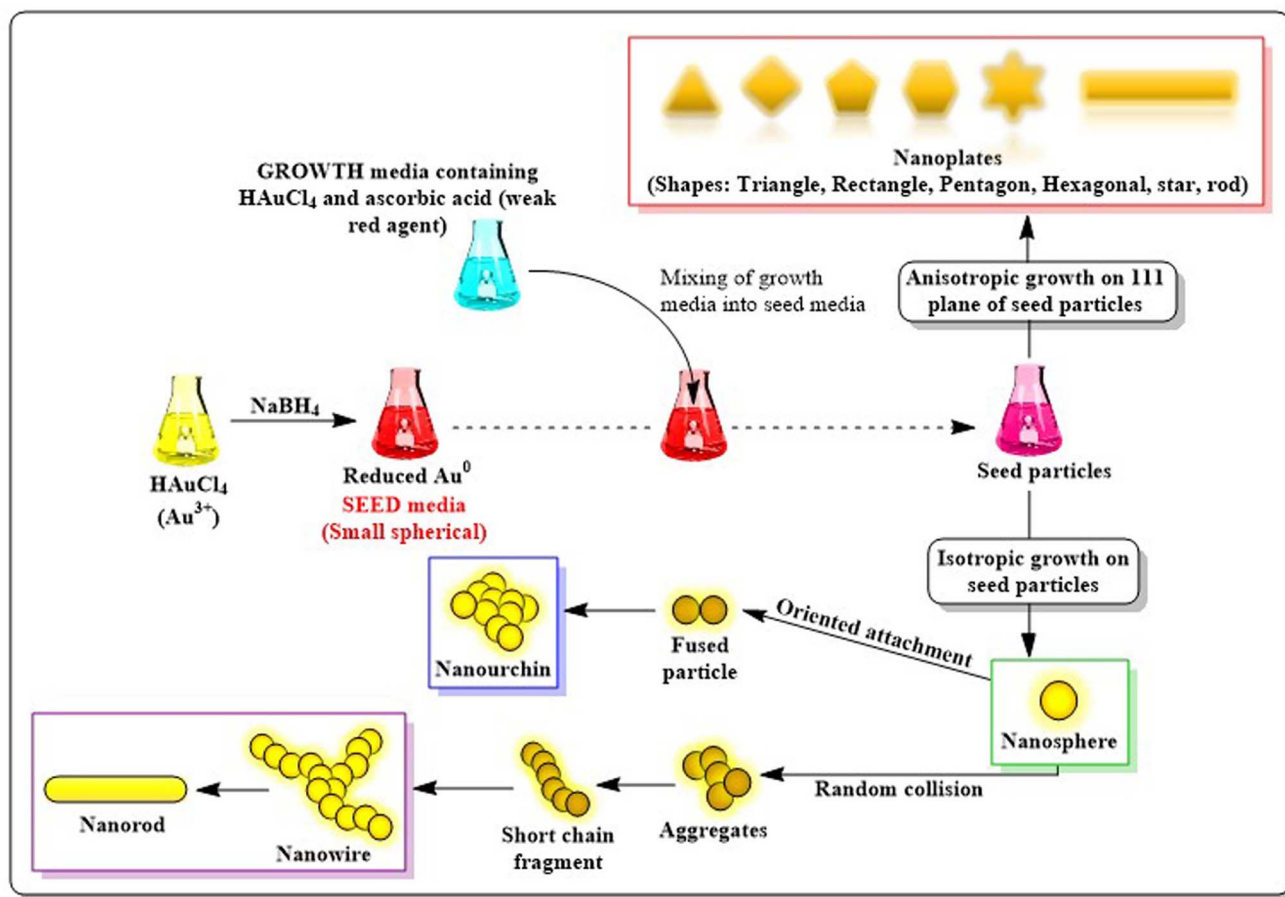 Nanoplates
(Shapes: Triangle, Rectangle, Pentagon, Hexagonal, star, rod)
GROWTH media containing
HAuCl₄ and ascorbic acid (weak
red agent)
Mixing of growth
media into seed media
Anisotropic growth on 111
plane of seed particles
NaBH₄
HAuCl₄
(Au³⁺)
Reduced Au⁰
SEED media
(Small spherical)
Seed particles
Isotropic growth on
seed particles
Oriented attachment
Fused
particle
Nanourchin
Nanosphere
Random collision
Aggregates
Short chain
fragment
Nanowire
Nanorod